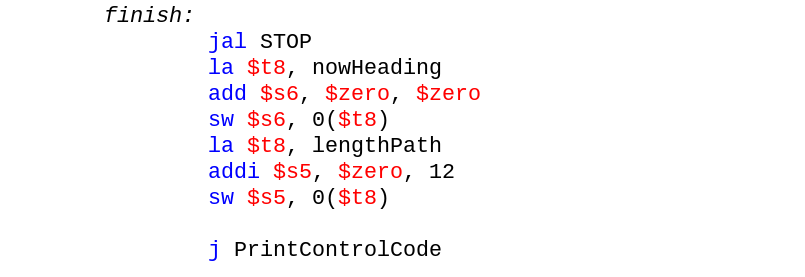 finish:
jal STOP
la $t8, nowHeading
add $s6, $zero, $zero
sw $s6, 0($t8)
la $t8, lengthPath
addi $s5, $zero, 12
sw $s5, 0($t8)
j PrintControlCode